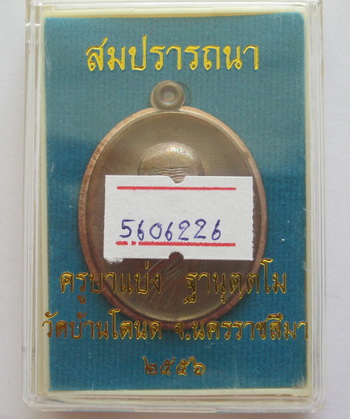 สมปรารถนา
5606226
ครูบาแบ่ง ฐานุตฺตโม
วัดบ้านโตนด จ.นครราชสีมา
๒๕๕๑